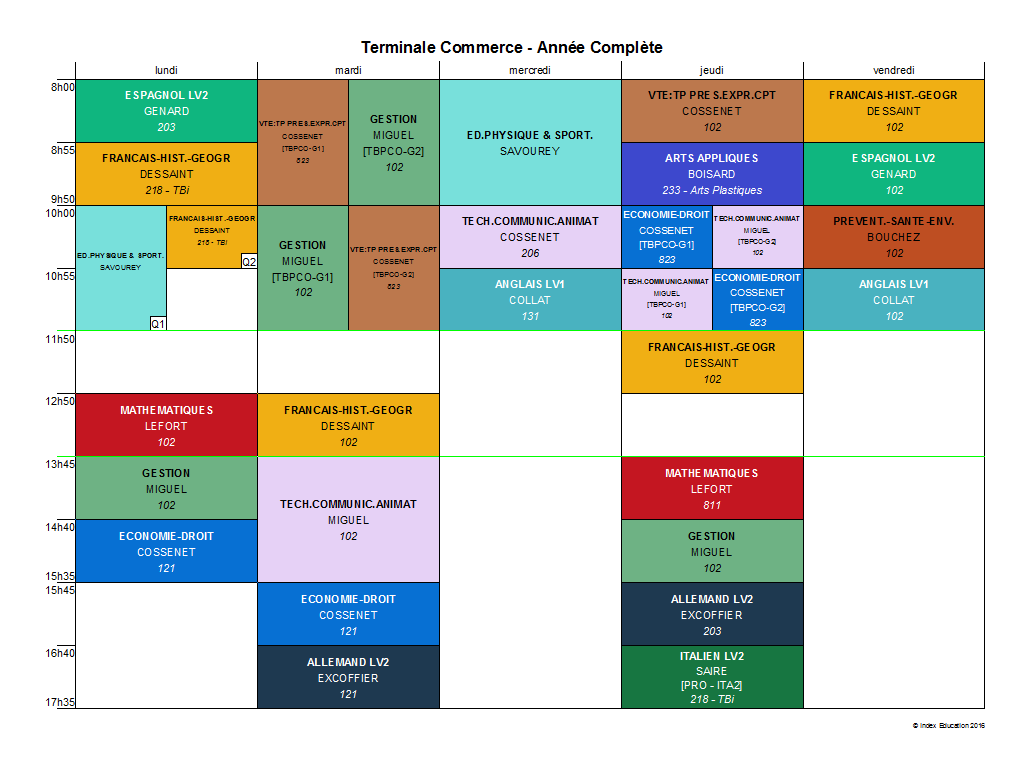 Terminale Commerce - Année Complète
lundi mardi mercredi jeudi vendredi
8h00
8h55
9h50
10h00
10h55
11h50
12h50
13h45
14h40
15h35
15h45
16h40
17h35
ESPAGNOL LV2
GENARD
203
FRANCAIS-HIST.-GEOGR
DESSAINT
218 - TBi
ED.PHYSIQUE & SPORT.
SAVOUREY
Q1
FRANCAIS-HIST.-GEOGR
DESSAINT
218 - TBi
Q2
MATHEMATIQUES
LEFORT
102
GESTION
MIGUEL
102
ECONOMIE-DROIT
COSSENET
121
VTE:TP PRES.EXPR.CPT
COSSENET
[TBPCO-G1]
823
GESTION
MIGUEL
[TBPCO-G2]
102
GESTION
MIGUEL
[TBPCO-G1]
102
VTE:TP PRES.EXPR.CPT
COSSENET
[TBPCO-G2]
823
FRANCAIS-HIST.-GEOGR
DESSAINT
102
TECH.COMMUNIC.ANIMAT
MIGUEL
102
ECONOMIE-DROIT
COSSENET
121
ALLEMAND LV2
EXCOFFIER
121
ED.PHYSIQUE & SPORT.
SAVOUREY
TECH.COMMUNIC.ANIMAT
COSSENET
206
ANGLAIS LV1
COLLAT
131
VTE:TP PRES.EXPR.CPT
COSSENET
102
ARTS APPLIQUES
BOISARD
233 - Arts Plastiques
ECONOMIE-DROIT
COSSENET
[TBPCO-G1]
823
TECH.COMMUNIC.ANIMAT
MIGUEL
[TBPCO-G2]
102
TECH.COMMUNIC.ANIMAT
MIGUEL
[TBPCO-G1]
102
ECONOMIE-DROIT
COSSENET
[TBPCO-G2]
823
FRANCAIS-HIST.-GEOGR
DESSAINT
102
MATHEMATIQUES
LEFORT
811
GESTION
MIGUEL
102
ALLEMAND LV2
EXCOFFIER
203
ITALIEN LV2
SAIRE
[PRO - ITA2]
218 - TBi
FRANCAIS-HIST.-GEOGR
DESSAINT
102
ESPAGNOL LV2
GENARD
102
PREVENT.-SANTE-ENV.
BOUCHEZ
102
ANGLAIS LV1
COLLAT
102
© Index Education 2016